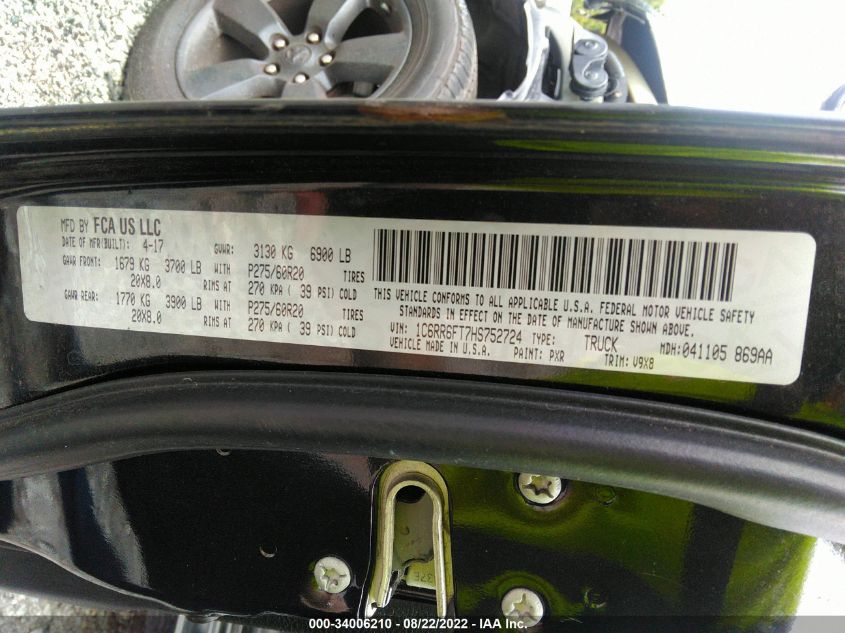 MFD BY FCA US LLC
DATE OF MFR(BUILT): 4-17 GVWR: 3130 KG 6900 LB
GAWR FRONT: 1679 KG 3700 LB WITH P275/60R20 TIRES
20X8.0 RIMS AT 270 KPA ( 39 PSI) COLD
GAWR REAR: 1770 KG 3900 LB WITH P275/60R20 TIRES
20X8.0 RIMS AT 270 KPA ( 39 PSI) COLD
THIS VEHICLE CONFORMS TO ALL APPLICABLE U.S.A. FEDERAL MOTOR VEHICLE SAFETY
STANDARDS IN EFFECT ON THE DATE OF MANUFACTURE SHOWN ABOVE.
VIN: 1C6RR6FT7HS752724 TYPE: TRUCK MDH:041105 869AA
VEHICLE MADE IN U.S.A. PAINT: PXR TRIM: V9X8
37E
000-34006210 - 08/22/2022 - IAA Inc.